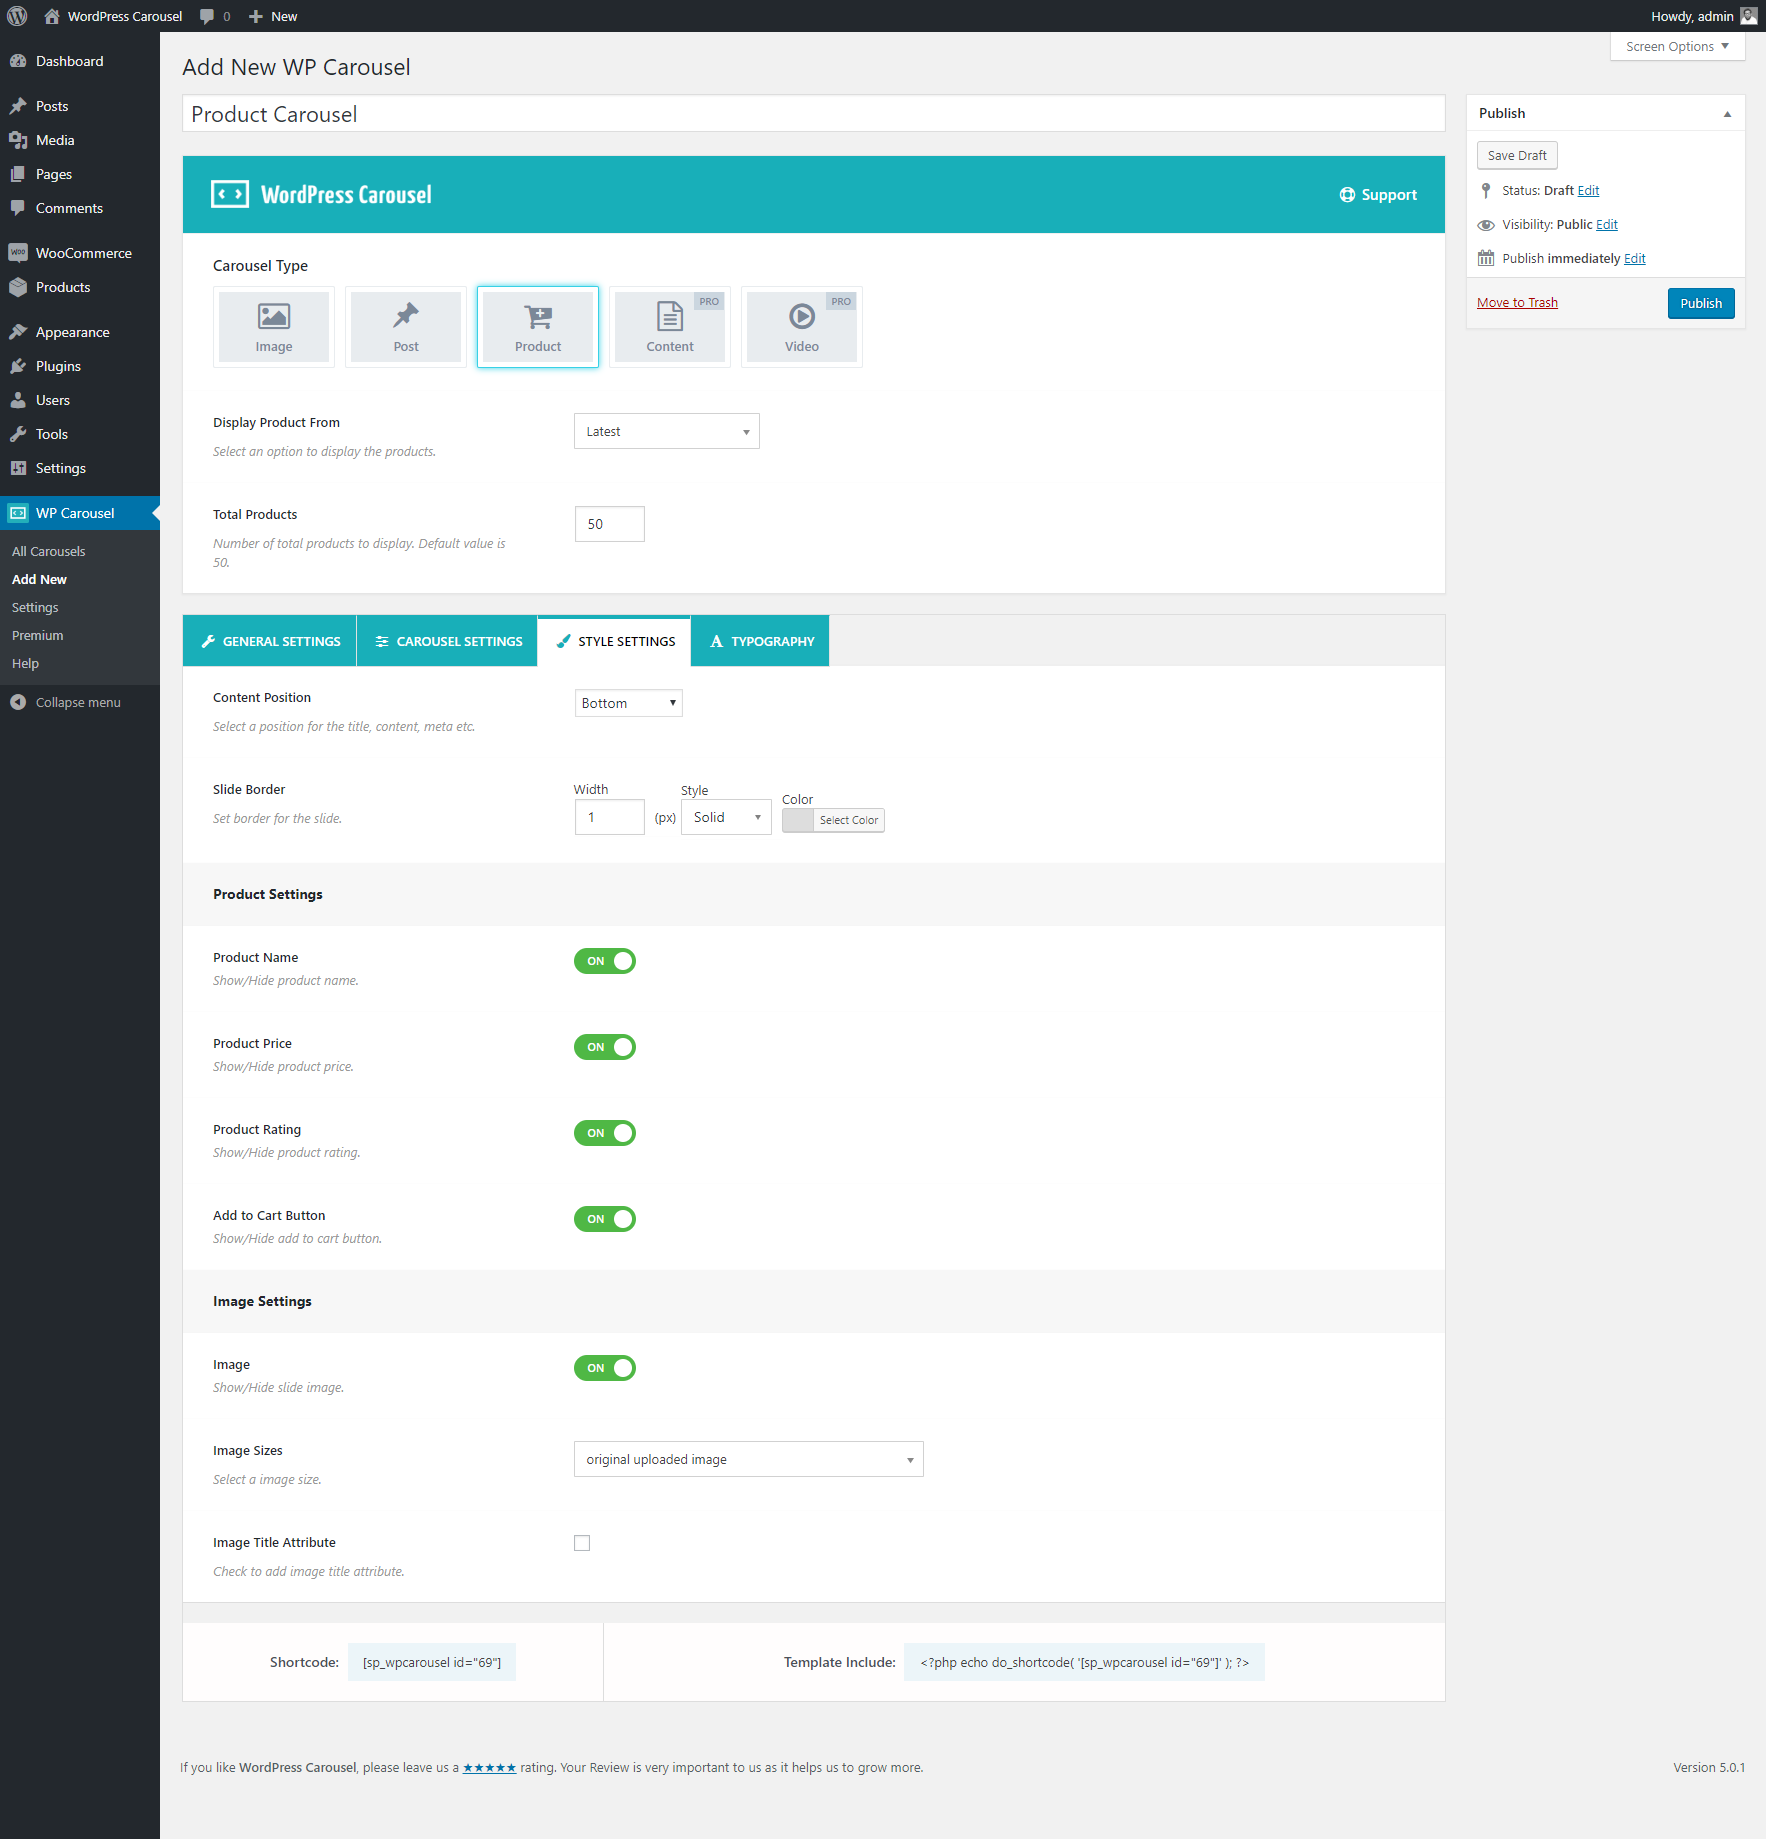 WordPress Carousel 0 New Howdy, admin
Screen Options
Dashboard
Posts
Media
Pages
Comments
WooCommerce
Products
Appearance
Plugins
Users
Tools
Settings
WP Carousel
All Carousels
Add New
Settings
Premium
Help
Collapse menu
Add New WP Carousel
Product Carousel
WordPress Carousel
Support
Carousel Type
Image
Post
Product
PRO
Content
PRO
Video
Display Product From
Select an option to display the products.
Latest
Total Products
Number of total products to display. Default value is
50.
50
GENERAL SETTINGS
CAROUSEL SETTINGS
STYLE SETTINGS
TYPOGRAPHY
Content Position
Select a position for the title, content, meta etc.
Bottom
Slide Border
Set border for the slide.
Width
1 (px)
Style
Solid
Color
Select Color
Product Settings
Product Name
Show/Hide product name.
ON
Product Price
Show/Hide product price.
ON
Product Rating
Show/Hide product rating.
ON
Add to Cart Button
Show/Hide add to cart button.
ON
Image Settings
Image
Show/Hide slide image.
ON
Image Sizes
Select a image size.
original uploaded image
Image Title Attribute
Check to add image title attribute.
Shortcode: [sp_wpcarousel id="69"]
Template Include: <?php echo do_shortcode( '[sp_wpcarousel id="69"]' ); ?>
Publish
Save Draft
Status: Draft Edit
Visibility: Public Edit
Publish immediately Edit
Move to Trash
Publish
If you like WordPress Carousel, please leave us a ★★★★★ rating. Your Review is very important to us as it helps us to grow more.
Version 5.0.1